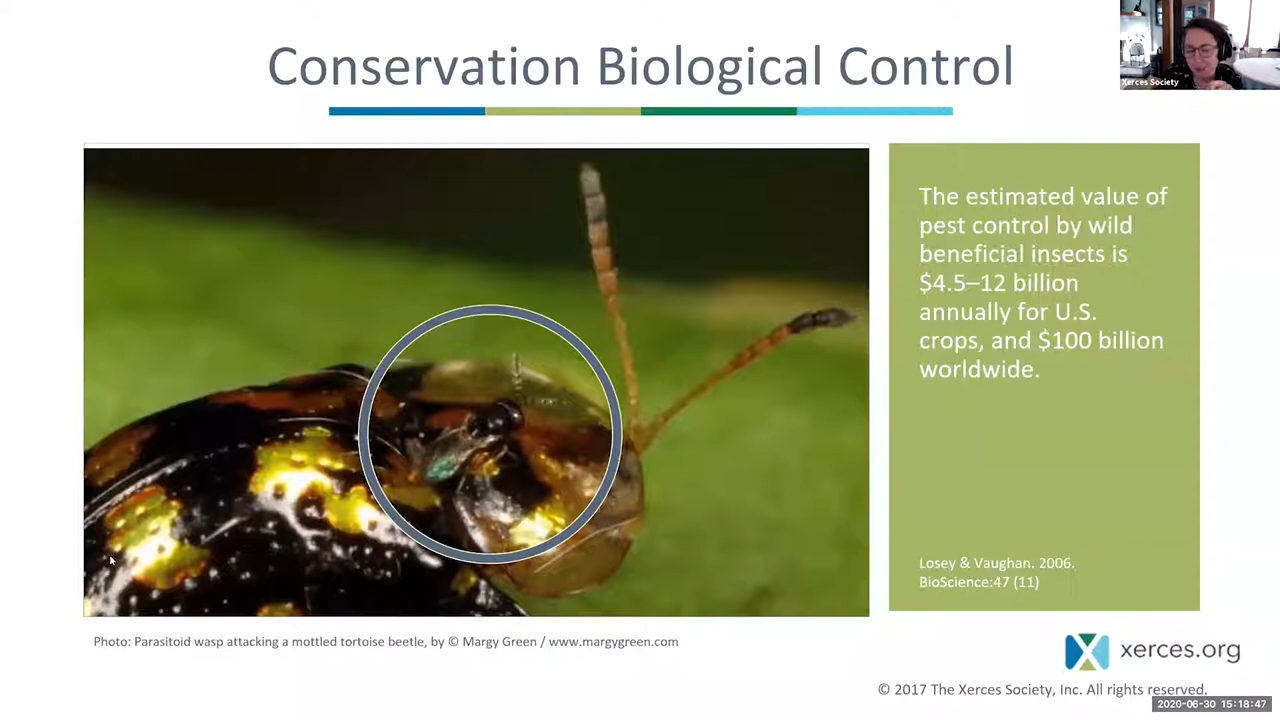 Conservation Biological Control
Xerces Society
The estimated value of
pest control by wild
beneficial insects is
$4.5–12 billion
annually for U.S.
crops, and $100 billion
worldwide.
Losey & Vaughan. 2006.
BioScience:47 (11)
Photo: Parasitoid wasp attacking a mottled tortoise beetle, by © Margy Green / www.margygreen.com
xerces.org
© 2017 The Xerces Society, Inc. All rights reserved.
2020-06-30 15:18:47